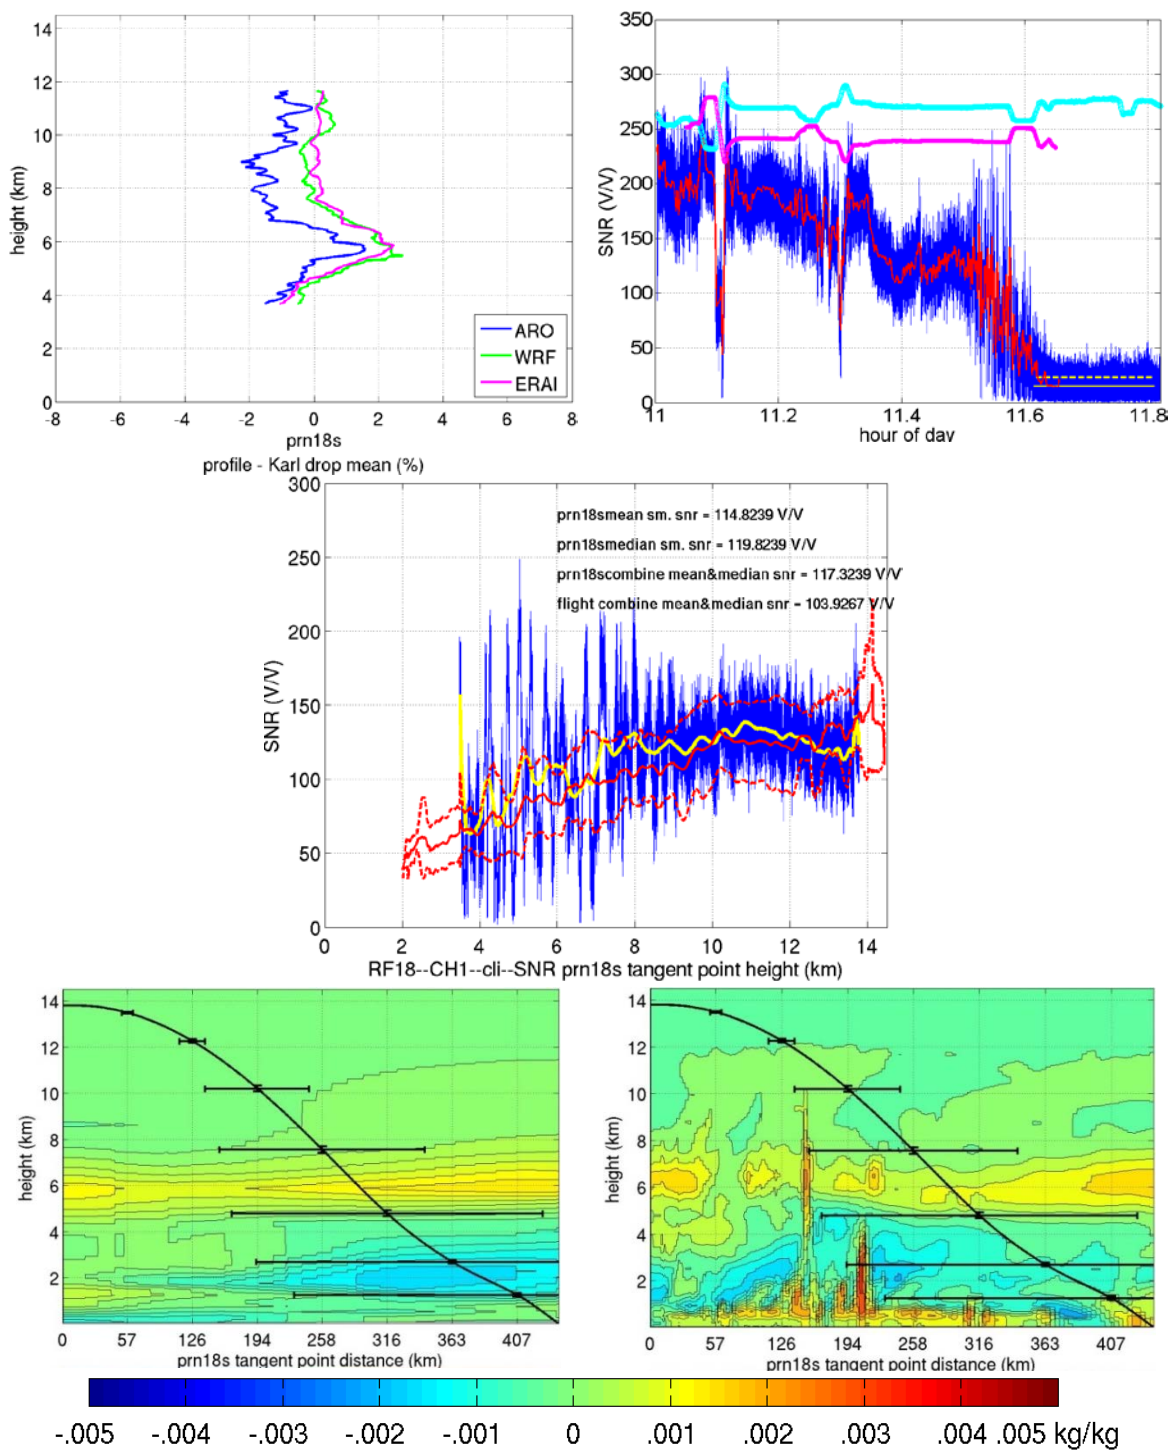 14
12
10
8
6
4
2
0
height (km)
-8 -6 -4 -2 0 2 4 6 8
prn18s
profile - Karl drop mean (%)
ARO
WRF
ERAI
350
300
250
200
150
100
50
0
SNR (V/V)
11 11.2 11.4 11.6 11.8
hour of day
300
250
200
150
100
50
0
SNR (V/V)
prn18smean sm. snr = 114.8239 V/V
prn18smedian sm. snr = 119.8239 V/V
prn18scombine mean&median snr = 117.3239 V/V
flight combine mean&median snr = 103.9267 V/V
0 2 4 6 8 10 12 14
RF18--CH1--cli--SNR prn18s tangent point height (km)
14
12
10
8
6
4
2
height (km)
0 57 126 194 258 316 363 407
prn18s tangent point distance (km)
14
12
10
8
6
4
2
height (km)
0 57 126 194 258 316 363 407
prn18s tangent point distance (km)
-.005 -.004 -.003 -.002 -.001 0 .001 .002 .003 .004 .005 kg/kg